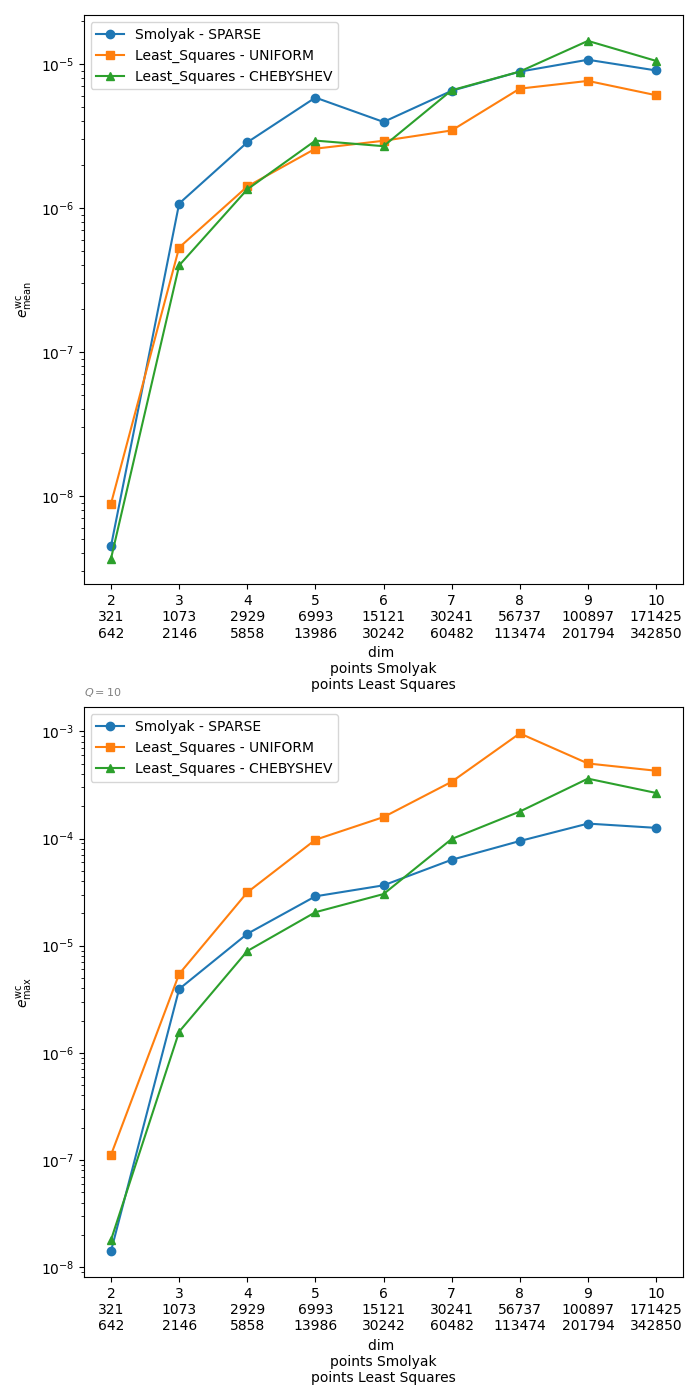 Smolyak - SPARSE
Least_Squares - UNIFORM
Least_Squares - CHEBYSHEV
10⁻⁵
10⁻⁶
10⁻⁷
10⁻⁸
e^wc_mean
2 3 4 5 6 7 8 9 10
321 1073 2929 6993 15121 30241 56737 100897 171425
642 2146 5858 13986 30242 60482 113474 201794 342850
dim
points Smolyak
points Least Squares
Q = 10
Smolyak - SPARSE
Least_Squares - UNIFORM
Least_Squares - CHEBYSHEV
10⁻³
10⁻⁴
10⁻⁵
10⁻⁶
10⁻⁷
10⁻⁸
e^wc_max
2 3 4 5 6 7 8 9 10
321 1073 2929 6993 15121 30241 56737 100897 171425
642 2146 5858 13986 30242 60482 113474 201794 342850
dim
points Smolyak
points Least Squares